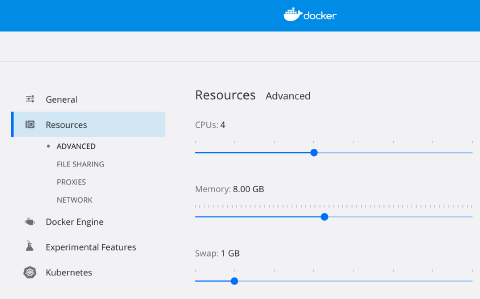 docker
General
Resources
ADVANCED
FILE SHARING
PROXIES
NETWORK
Docker Engine
Experimental Features
Kubernetes
Resources Advanced
CPUs: 4
Memory: 8.00 GB
Swap: 1 GB